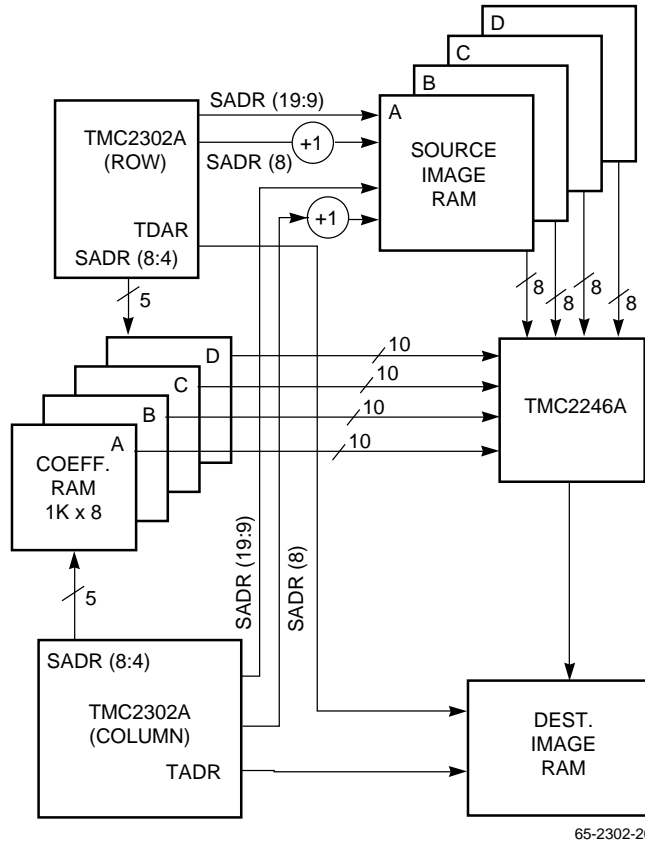 D
C
B
A
SOURCE
IMAGE
RAM
SADR (19:9)
TMC2302A
(ROW)
SADR (8)
+1
+1
TDAR
SADR (8:4)
5
8
8
8
8
D
C
B
A
COEFF.
RAM
1K x 8
10
10
10
10
TMC2246A
SADR (19:9)
SADR (8)
5
SADR (8:4)
TMC2302A
(COLUMN)
TADR
DEST.
IMAGE
RAM